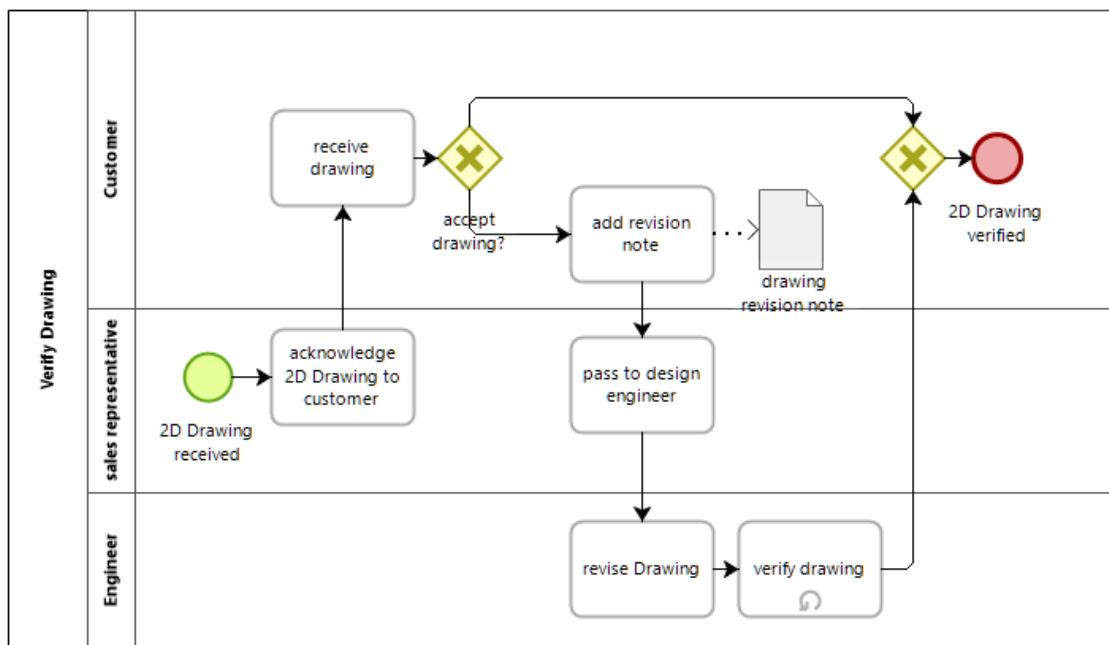 Verify Drawing
Customer
receive
drawing
accept
drawing?
add revision
note
drawing
revision note
2D Drawing
verified
sales representative
2D Drawing
received
acknowledge
2D Drawing to
customer
pass to design
engineer
Engineer
revise Drawing
verify drawing